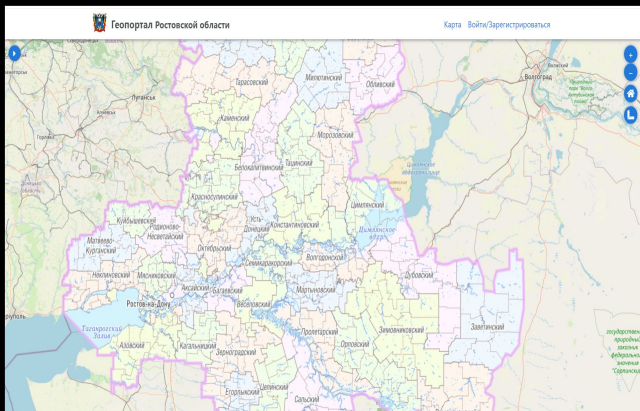 Геопортал Ростовской области
Карта Войти/Зарегистрироваться
Волжский
Волгоград
Тарасовский
Милютинский
Обливский
Луганськ
Каменский
Морозовский
Белокалитвинский
Тацинский
Красносулинский
Цимлянский
Куйбышевский
Родионово-
Несветайский
Усть
Донецкий
Константиновский
Матвеево-
Курганский
Октябрьский
Волгодонской
Семикаракорский
Дубовский
Неклиновский
Мясниковский
Аксайский
Багаевский
Мартыновский
Ростов-на-Дону
Веселовский
Таганрогский
Залив
Пролетарский
Зимовниковский
Заветинский
Азовский
Кагальницкий
Зерноградский
Орловский
Целинский
Егорлыкский
Сальский